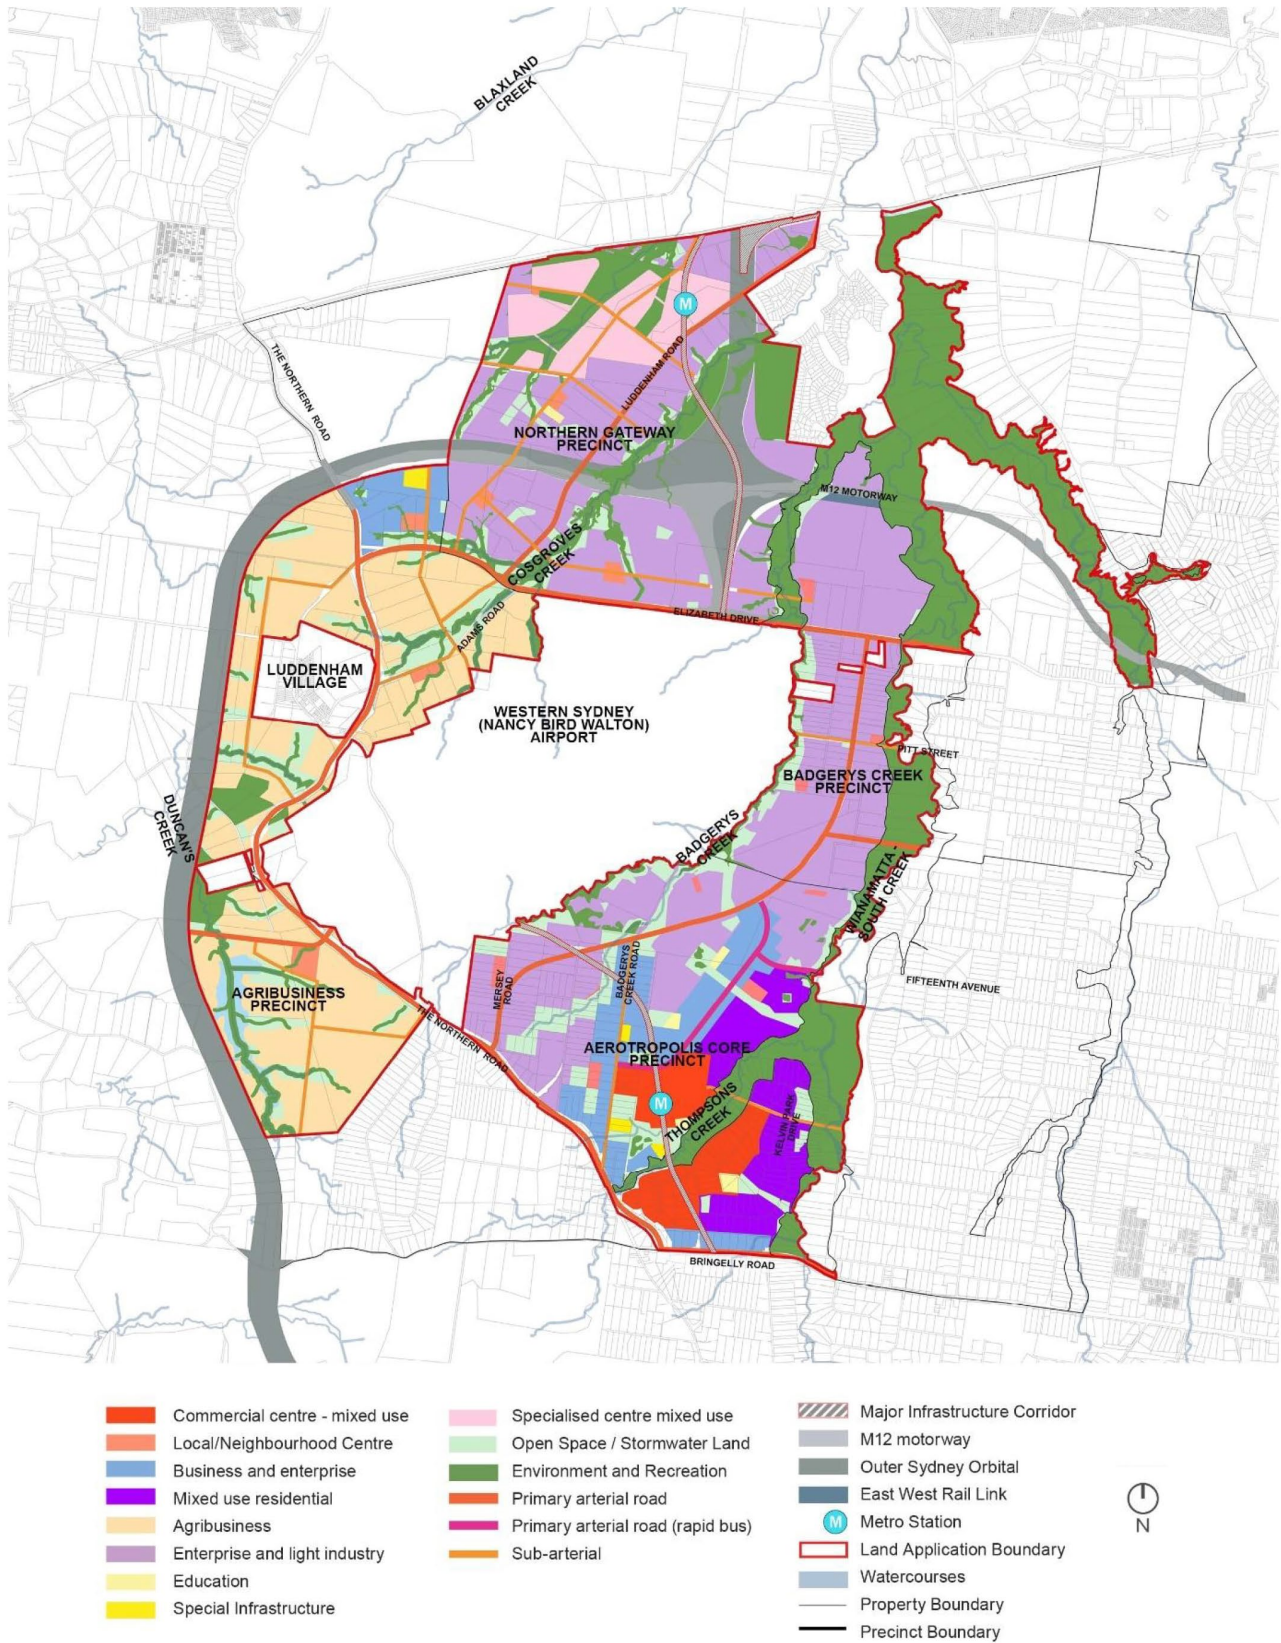 BLAXLAND
CREEK
THE NORTHERN ROAD
M
LUDDENHAM ROAD
NORTHERN GATEWAY
PRECINCT
M12 MOTORWAY
COSGROVES
CREEK
ELIZABETH DRIVE
ADAMS ROAD
LUDDENHAM
VILLAGE
WESTERN SYDNEY
(NANCY BIRD WALTON)
AIRPORT
PITT STREET
BADGERYS CREEK
PRECINCT
DUNCAN'S
CREEK
BADGERYS
CREEK
WIANAMATTA -
SOUTH CREEK
MERSEY
ROAD
BADGERYS
CREEK ROAD
FIFTEENTH AVENUE
AGRIBUSINESS
PRECINCT
THE NORTHERN ROAD
AEROTROPOLIS CORE
PRECINCT
M
THOMPSONS
CREEK
KELVIN PARK
DRIVE
BRINGELLY ROAD
Commercial centre - mixed use
Local/Neighbourhood Centre
Business and enterprise
Mixed use residential
Agribusiness
Enterprise and light industry
Education
Special Infrastructure
Specialised centre mixed use
Open Space / Stormwater Land
Environment and Recreation
Primary arterial road
Primary arterial road (rapid bus)
Sub-arterial
Major Infrastructure Corridor
M12 motorway
Outer Sydney Orbital
East West Rail Link
M Metro Station
Land Application Boundary
Watercourses
Property Boundary
Precinct Boundary
N